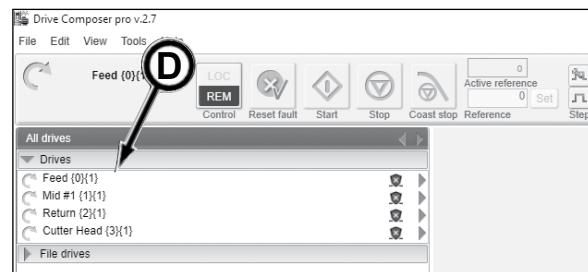 Drive Composer pro v.2.7
File Edit View Tools
Feed {0}{1}
D
LOC
REM
Control Reset fault Start Stop Coast stop
0
Active reference
0 Set
Reference
Step
All drives
Drives
Feed {0}{1}
Mid #1 {1}{1}
Return {2}{1}
Cutter Head {3}{1}
File drives